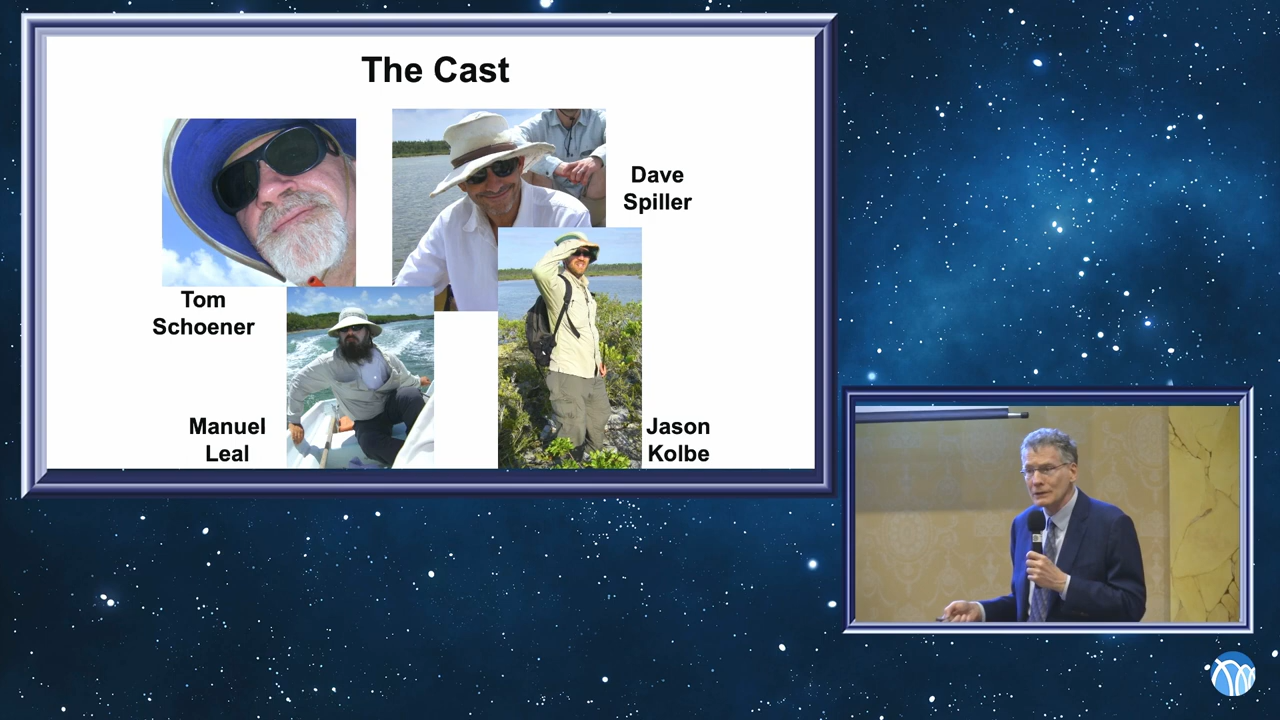 The Cast
Dave
Spiller
Tom
Schoener
Manuel
Leal
Jason
Kolbe